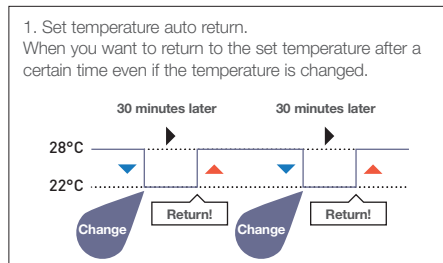 1. Set temperature auto return.
When you want to return to the set temperature after a
certain time even if the temperature is changed.
30 minutes later 30 minutes later
28°C
22°C
Return! Return!
Change Change